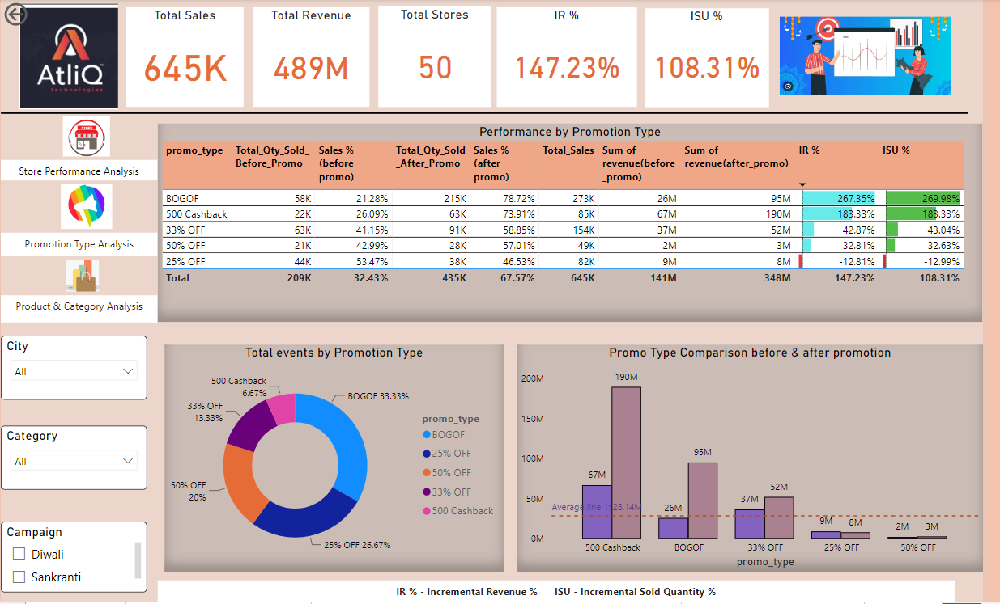 AtliQ
technologies
Total Sales
645K
Total Revenue
489M
Total Stores
50
IR %
147.23%
ISU %
108.31%
STORE
Store Performance Analysis
Promotion Type Analysis
Product & Category Analysis
Performance by Promotion Type
promo_type Total_Qty_Sold_ Sales % Total_Qty_Sold Sales % Total_Sales Sum of Sum of IR % ISU %
Before_Promo (before _After_Promo (after revenue(before revenue(after_promo)
promo) promo) _promo)
BOGOF 58K 21.28% 215K 78.72% 273K 26M 95M 267.35% 269.98%
500 Cashback 22K 26.09% 63K 73.91% 85K 67M 190M 183.33% 183.33%
33% OFF 63K 41.15% 91K 58.85% 154K 37M 52M 42.87% 43.04%
50% OFF 21K 42.99% 28K 57.01% 49K 2M 3M 32.81% 32.63%
25% OFF 44K 53.47% 38K 46.53% 82K 9M 8M -12.81% -12.99%
Total 209K 32.43% 435K 67.57% 645K 141M 348M 147.23% 108.31%
City
All
Category
All
Campaign
Diwali
Sankranti
Total events by Promotion Type
500 Cashback
6.67%
33% OFF
13.33%
50% OFF
20%
BOGOF 33.33%
25% OFF 26.67%
promo_type
BOGOF
25% OFF
50% OFF
33% OFF
500 Cashback
Promo Type Comparison before & after promotion
200M
150M
100M
50M
0M
Average line 1: 28.14M
67M 190M
26M 95M
37M 52M
9M 8M
2M 3M
500 Cashback BOGOF 33% OFF 25% OFF 50% OFF
promo_type
IR % - Incremental Revenue % ISU - Incremental Sold Quantity %